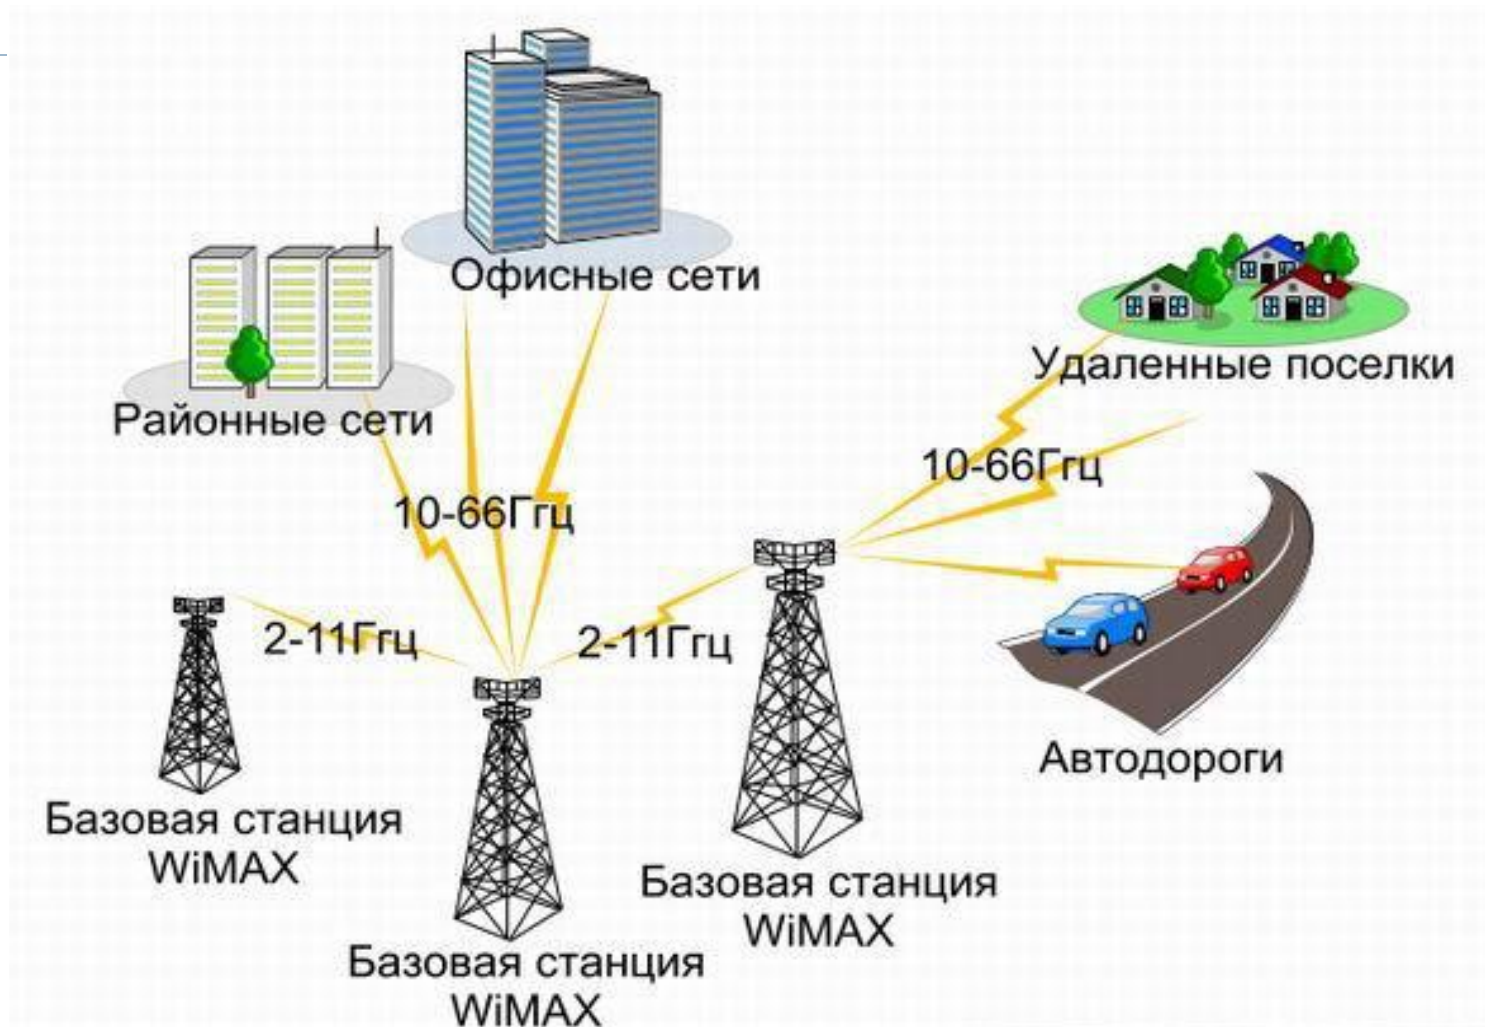 Офисные сети
Удаленные поселки
Районные сети
10-66Ггц
10-66Ггц
2-11Ггц
2-11Ггц
Автодороги
Базовая станция
WiMAX
Базовая станция
WiMAX
Базовая станция
WiMAX